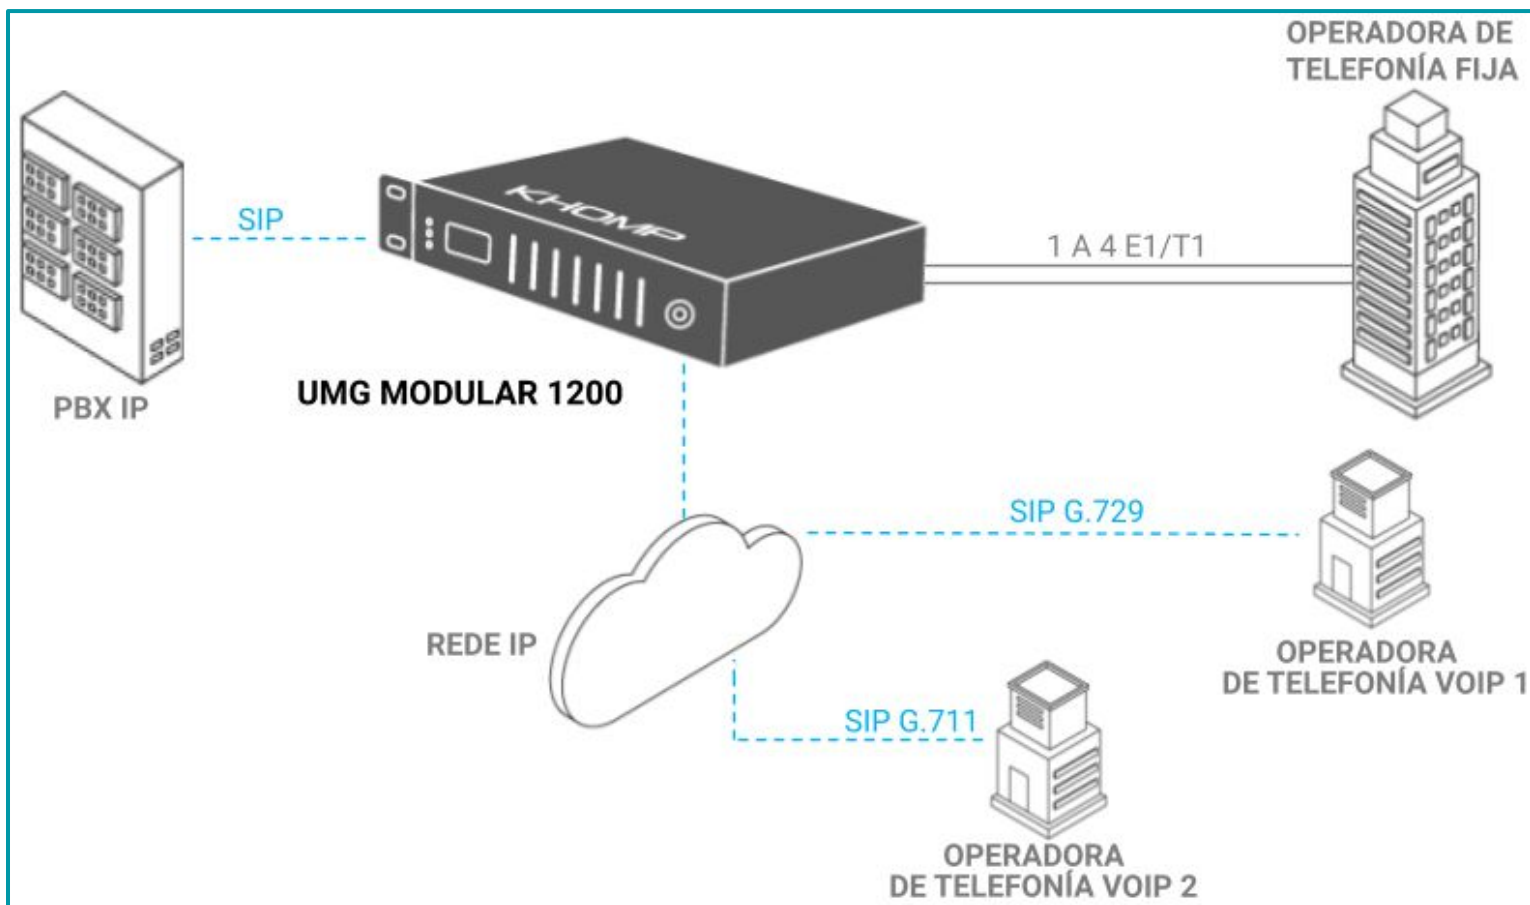 OPERADORA DE
TELEFONÍA FIJA
KHOMP
SIP
1 A 4 E1/T1
UMG MODULAR 1200
PBX IP
SIP G.729
REDE IP
OPERADORA
DE TELEFONÍA VOIP 1
SIP G.711
OPERADORA
DE TELEFONÍA VOIP 2